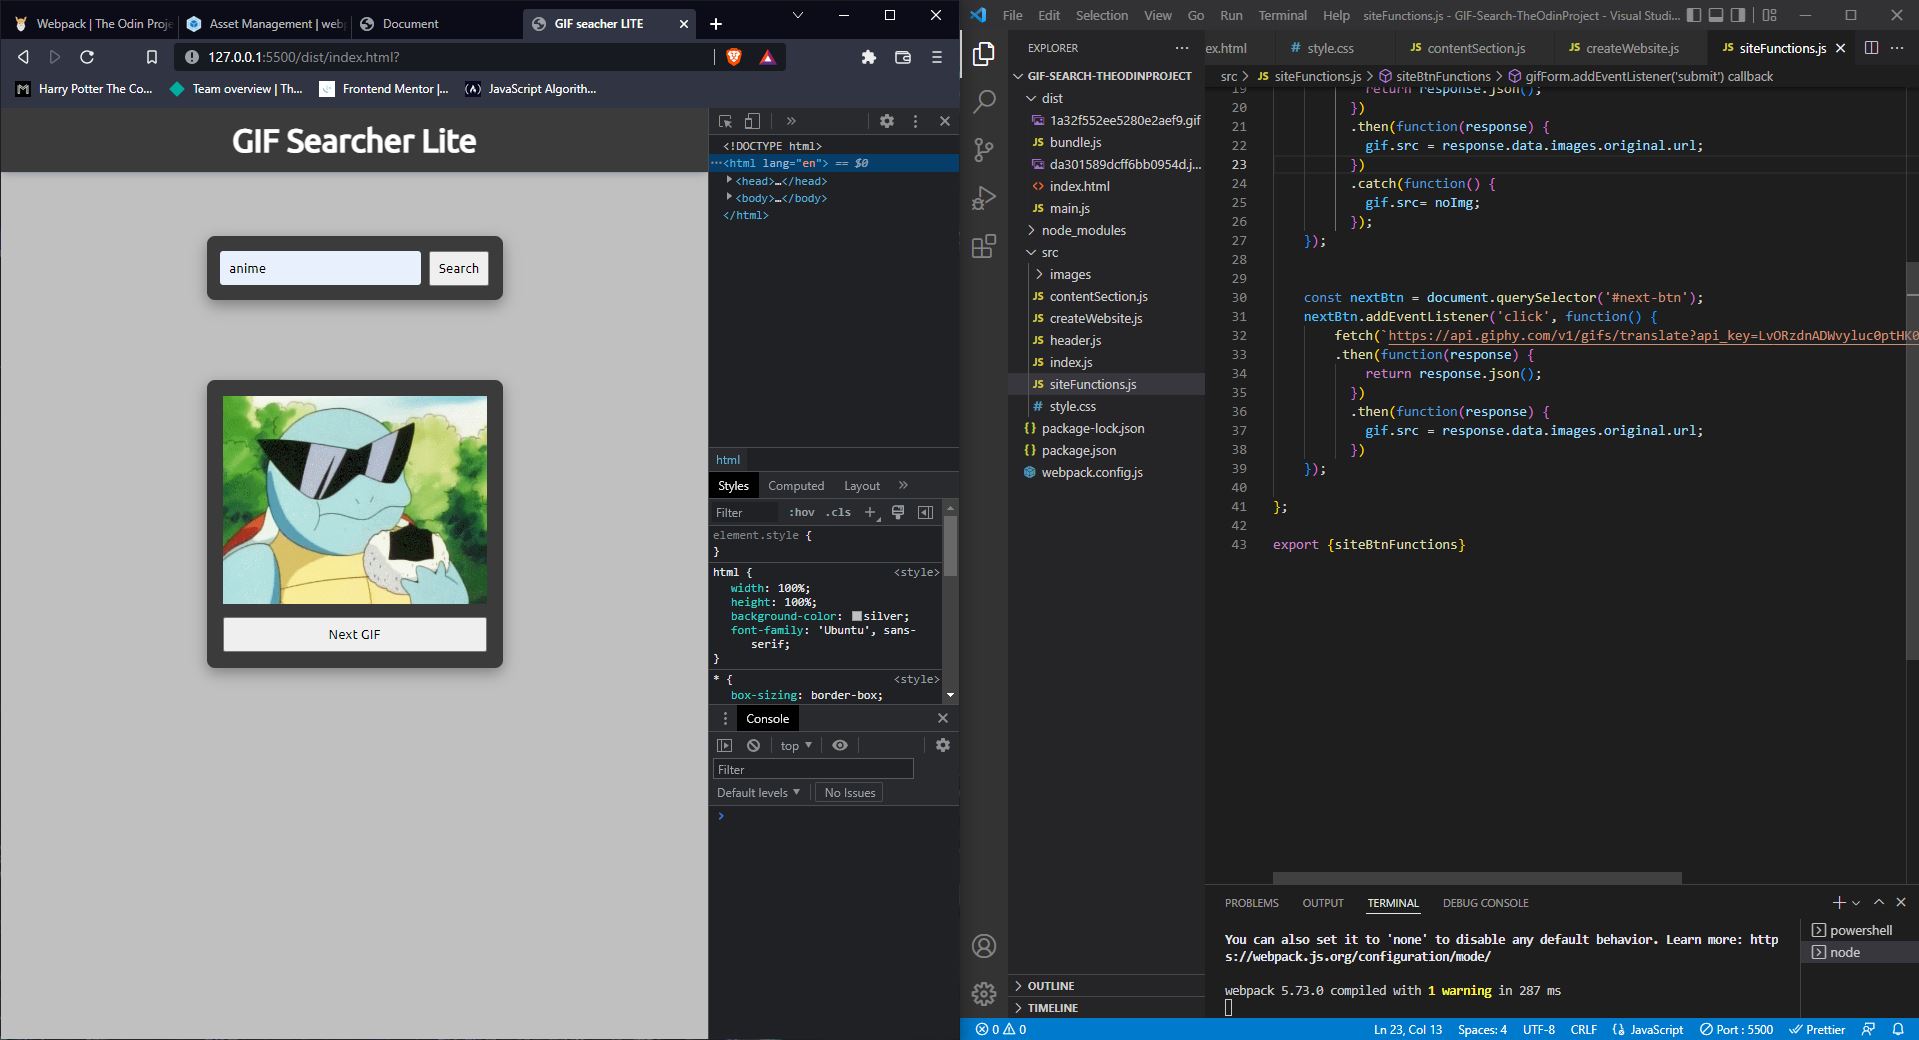 Webpack | The Odin Proje
Asset Management | webp
Document
GIF seacher LITE
127.0.0.1:5500/dist/index.html?
Harry Potter The Co...
Team overview | Th...
Frontend Mentor |...
JavaScript Algorith...
GIF Searcher Lite
anime
Search
Next GIF
<!DOCTYPE html>
<html lang="en"> == $0
<head>…</head>
<body>…</body>
</html>
html
Styles
Computed
Layout
Filter
:hov
.cls
element.style {
}
html {
<style>
width: 100%;
height: 100%;
background-color: silver;
font-family: 'Ubuntu', sans-
serif;
}
* {
<style>
box-sizing: border-box;
Console
top
Filter
Default levels
No Issues
File Edit Selection View Go Run Terminal Help
siteFunctions.js - GIF-Search-TheOdinProject - Visual Studi...
EXPLORER
GIF-SEARCH-THEODINPROJECT
dist
1a32f552ee5280e2aef9.gif
bundle.js
da301589dcff6bb0954d.j...
index.html
main.js
node_modules
src
images
contentSection.js
createWebsite.js
header.js
index.js
siteFunctions.js
style.css
package-lock.json
package.json
webpack.config.js
OUTLINE
TIMELINE
ex.html
style.css
contentSection.js
createWebsite.js
siteFunctions.js
src > siteFunctions.js > siteBtnFunctions > gifForm.addEventListener('submit') callback
19 return response.json();
20 })
21 .then(function(response) {
22 gif.src = response.data.images.original.url;
23 })
24 .catch(function() {
25 gif.src= noImg;
26 });
27 });
28
29
30 const nextBtn = document.querySelector('#next-btn');
31 nextBtn.addEventListener('click', function() {
32 fetch(`https://api.giphy.com/v1/gifs/translate?api_key=LvORzdnADWvyluc0ptHK0
33 .then(function(response) {
34 return response.json();
35 })
36 .then(function(response) {
37 gif.src = response.data.images.original.url;
38 })
39 });
40
41 };
42
43 export {siteBtnFunctions}
PROBLEMS
OUTPUT
TERMINAL
DEBUG CONSOLE
You can also set it to 'none' to disable any default behavior. Learn more: http
s://webpack.js.org/configuration/mode/
webpack 5.73.0 compiled with 1 warning in 287 ms
powershell
node
0 0
Ln 23, Col 13
Spaces: 4
UTF-8
CRLF
JavaScript
Port : 5500
Prettier